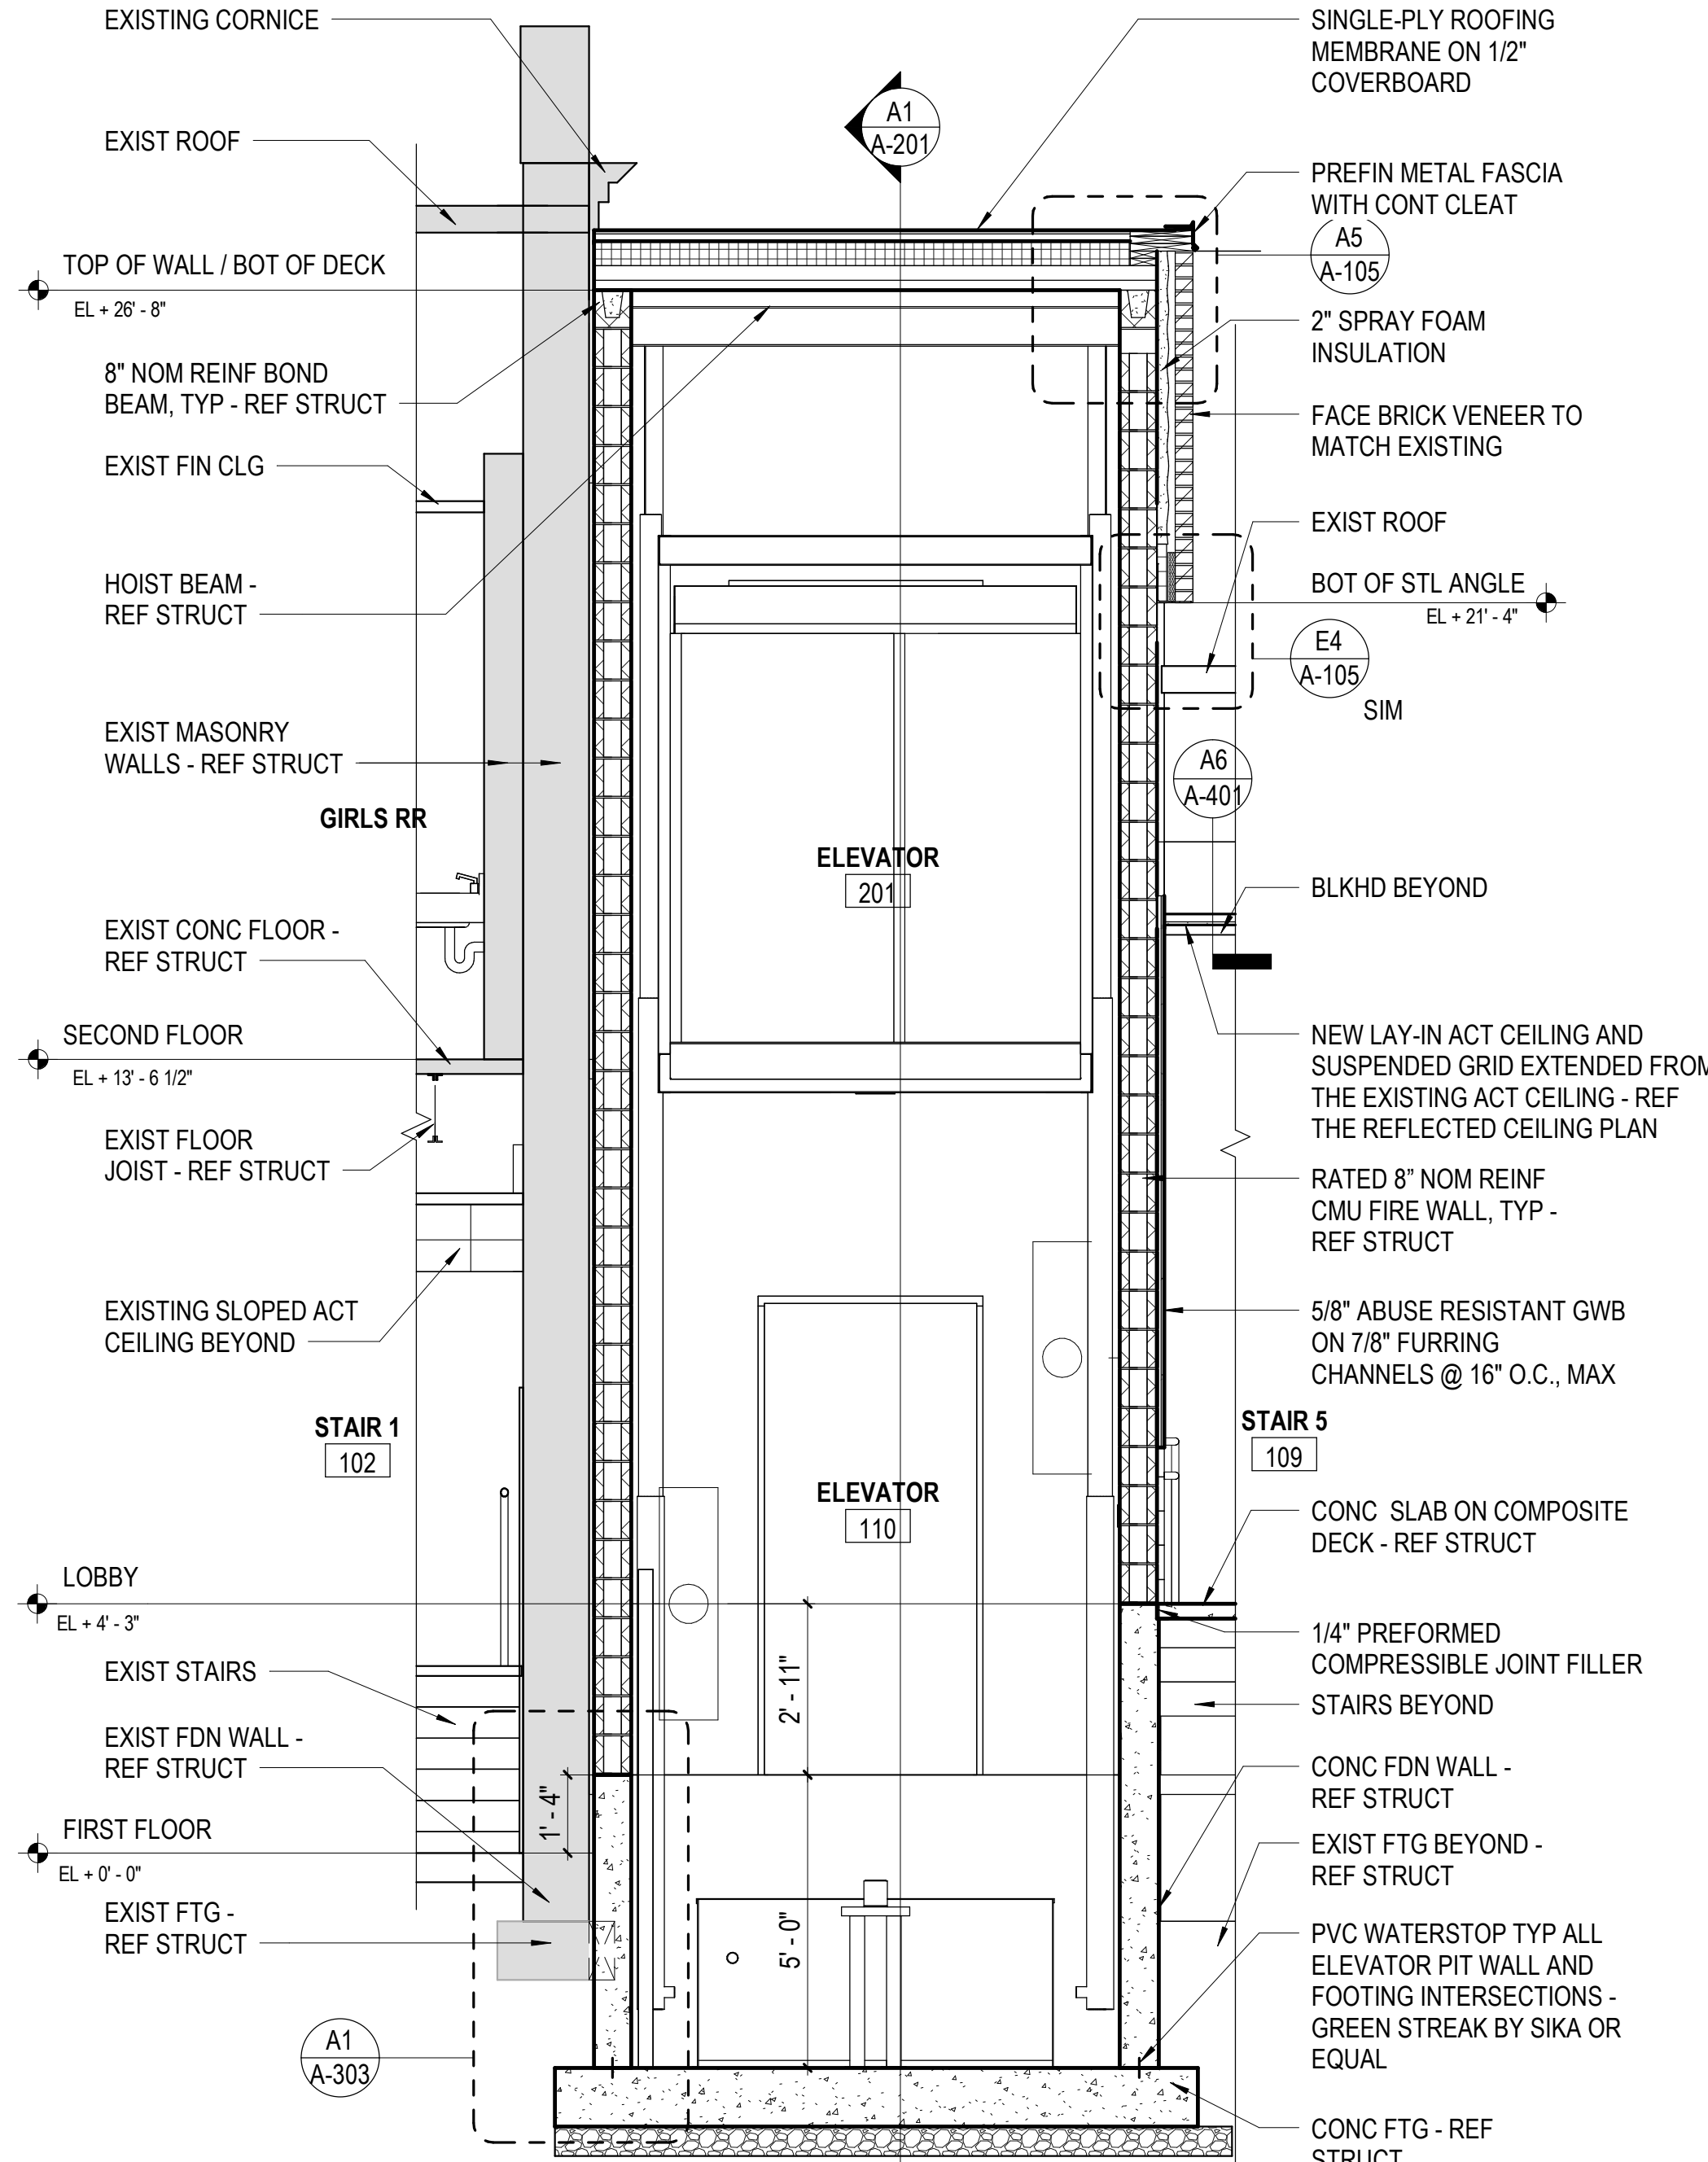 EXISTING CORNICE
EXIST ROOF
TOP OF WALL / BOT OF DECK
EL + 26' - 8"
8" NOM REINF BOND
BEAM, TYP - REF STRUCT
EXIST FIN CLG
HOIST BEAM -
REF STRUCT
EXIST MASONRY
WALLS - REF STRUCT
GIRLS RR
EXIST CONC FLOOR -
REF STRUCT
SECOND FLOOR
EL + 13' - 6 1/2"
EXIST FLOOR
JOIST - REF STRUCT
EXISTING SLOPED ACT
CEILING BEYOND
STAIR 1
102
LOBBY
EL + 4' - 3"
EXIST STAIRS
EXIST FDN WALL -
REF STRUCT
FIRST FLOOR
EL + 0' - 0"
EXIST FTG -
REF STRUCT
A1
A-303
A1
A-201
ELEVATOR
201
ELEVATOR
110
2' - 11"
1' - 4"
5' - 0"
SINGLE-PLY ROOFING
MEMBRANE ON 1/2"
COVERBOARD
PREFIN METAL FASCIA
WITH CONT CLEAT
A5
A-105
2" SPRAY FOAM
INSULATION
FACE BRICK VENEER TO
MATCH EXISTING
EXIST ROOF
BOT OF STL ANGLE
EL + 21' - 4"
E4
A-105
SIM
A6
A-401
BLKHD BEYOND
NEW LAY-IN ACT CEILING AND
SUSPENDED GRID EXTENDED FROM
THE EXISTING ACT CEILING - REF
THE REFLECTED CEILING PLAN
RATED 8” NOM REINF
CMU FIRE WALL, TYP -
REF STRUCT
5/8" ABUSE RESISTANT GWB
ON 7/8" FURRING
CHANNELS @ 16" O.C., MAX
STAIR 5
109
CONC SLAB ON COMPOSITE
DECK - REF STRUCT
1/4" PREFORMED
COMPRESSIBLE JOINT FILLER
STAIRS BEYOND
CONC FDN WALL -
REF STRUCT
EXIST FTG BEYOND -
REF STRUCT
PVC WATERSTOP TYP ALL
ELEVATOR PIT WALL AND
FOOTING INTERSECTIONS -
GREEN STREAK BY SIKA OR
EQUAL
CONC FTG - REF
STRUCT